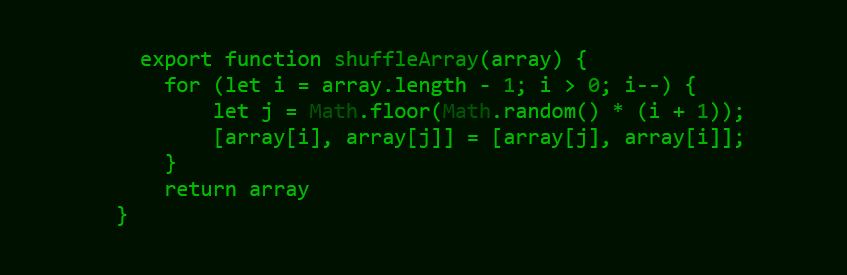 export function shuffleArray(array) {
for (let i = array.length - 1; i > 0; i--) {
let j = Math.floor(Math.random() * (i + 1));
[array[i], array[j]] = [array[j], array[i]];
}
return array
}